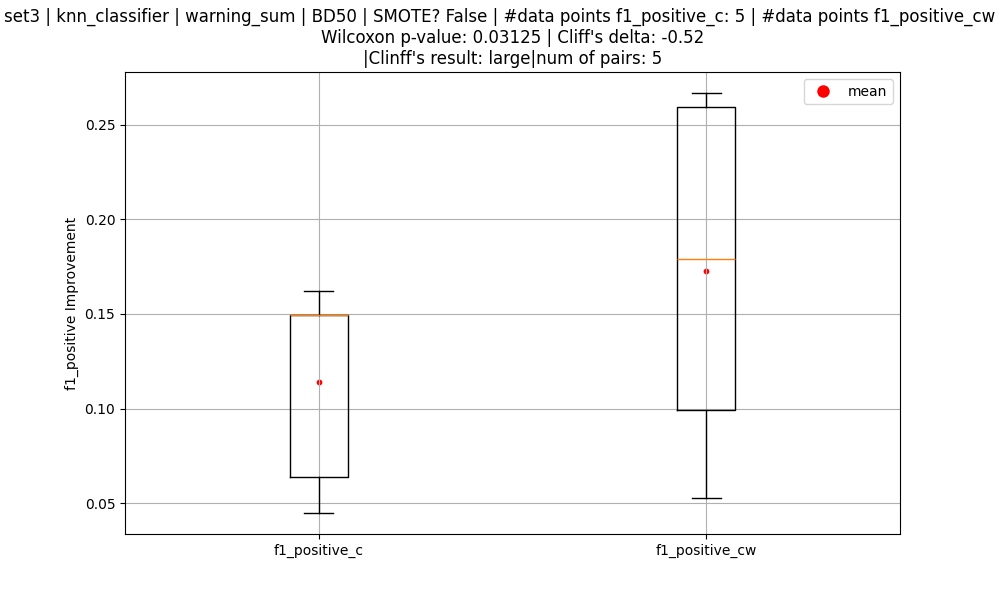 set3 | knn_classifier | warning_sum | BD50 | SMOTE? False | #data points f1_positive_c: 5 | #data points f1_positive_cw
Wilcoxon p-value: 0.03125 | Cliff's delta: -0.52
|Clinff's result: large|num of pairs: 5
mean
0.25
0.20
0.15
0.10
0.05
f1_positive Improvement
f1_positive_c
f1_positive_cw